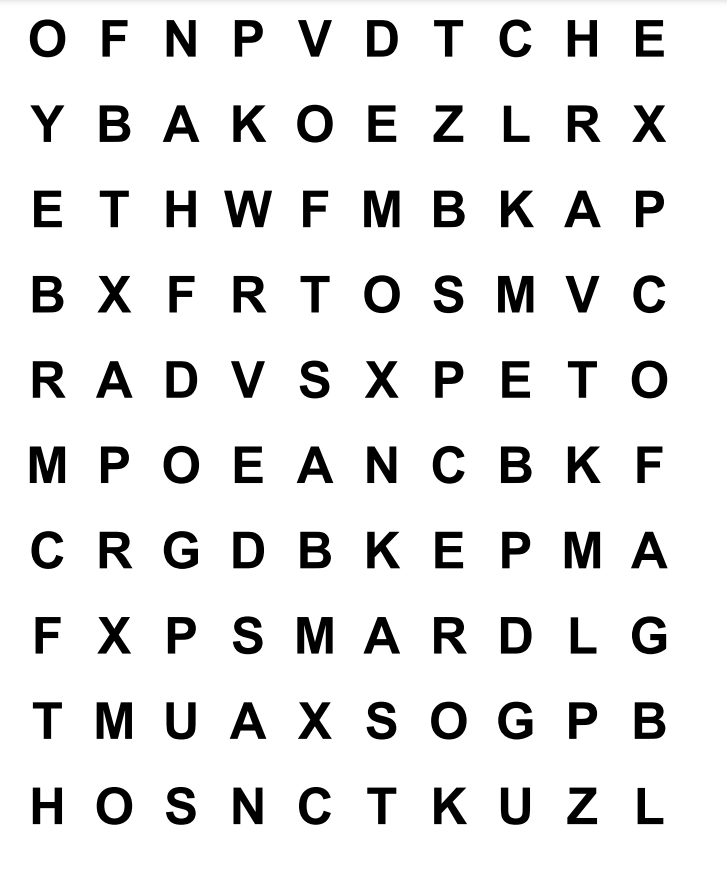 O F N P V D T C H E
Y B A K O E Z L R X
E T H W F M B K A P
B X F R T O S M V C
R A D V S X P E T O
M P O E A N C B K F
C R G D B K E P M A
F X P S M A R D L G
T M U A X S O G P B
H O S N C T K U Z L